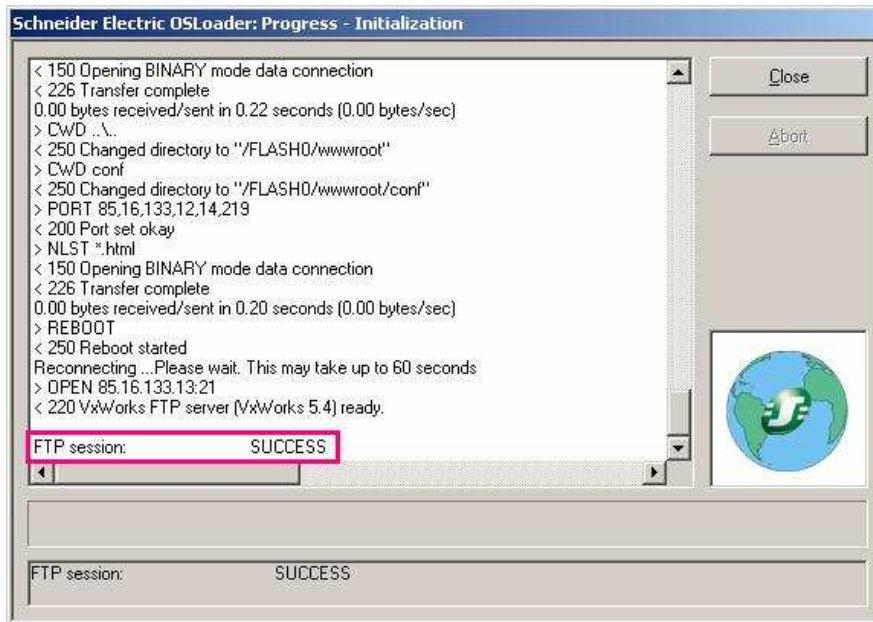 Schneider Electric OSLoader: Progress - Initialization
< 150 Opening BINARY mode data connection
< 226 Transfer complete
0.00 bytes received/sent in 0.22 seconds (0.00 bytes/sec)
> CWD ..\..
< 250 Changed directory to "/FLASH0/wwwroot"
> CWD conf
< 250 Changed directory to "/FLASH0/wwwroot/conf"
> PORT 85,16,133,12,14,219
< 200 Port set okay
> NLST *.html
< 150 Opening BINARY mode data connection
< 226 Transfer complete
0.00 bytes received/sent in 0.20 seconds (0.00 bytes/sec)
> REBOOT
< 250 Reboot started
Reconnecting ...Please wait. This may take up to 60 seconds
> OPEN 85.16.133.13:21
< 220 VxWorks FTP server (VxWorks 5.4) ready.
FTP session: SUCCESS
Close
Abort
FTP session: SUCCESS